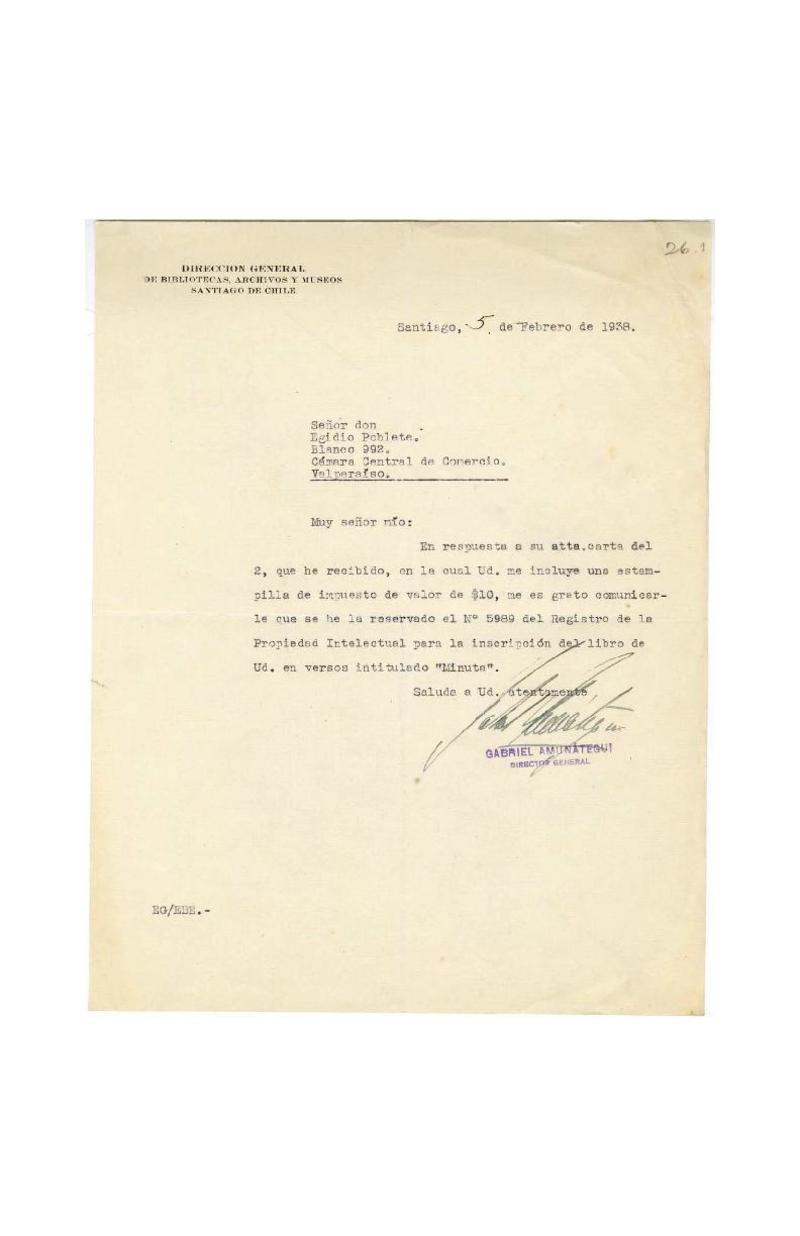 26.1
DIRECCION GENERAL
DE BIBLIOTECAS, ARCHIVOS Y MUSEOS
SANTIAGO DE CHILE
Santiago, 5 de Febrero de 1938.
Señor don
Egidio Poblete.
Blanco 992.
Cámara Central de Comercio.
Valparaíso.
Muy señor mío:
En respuesta a su atta.carta del
2, que he recibido, en la cual Ud. me incluye una estam-
pilla de impuesto de valor de $10, me es grato comunicar-
le que se he la reservado el Nº 5989 del Registro de la
Propiedad Intelectual para la inscripción del libro de
Ud. en versos intitulado "Minuta".
Saluda a Ud. atentamente
GABRIEL AMUNATEGUI
DIRECTOR GENERAL
EG/EBE.-